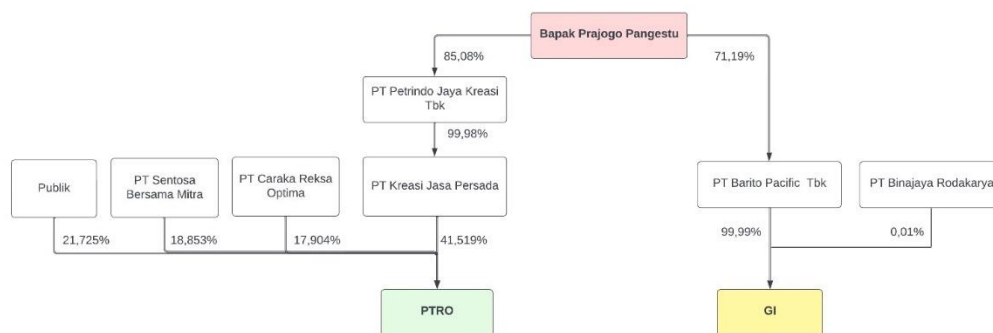 Bapak Prajogo Pangestu
85,08%
71,19%
PT Petrindo Jaya Kreasi
Tbk
99,98%
Publik
PT Sentosa
Bersama Mitra
PT Caraka Reksa
Optima
PT Kreasi Jasa Persada
PT Barito Pacific Tbk
PT Binajaya Rodakarya
21,725%
18,853%
17,904%
41,519%
99,99%
0,01%
PTRO
GI